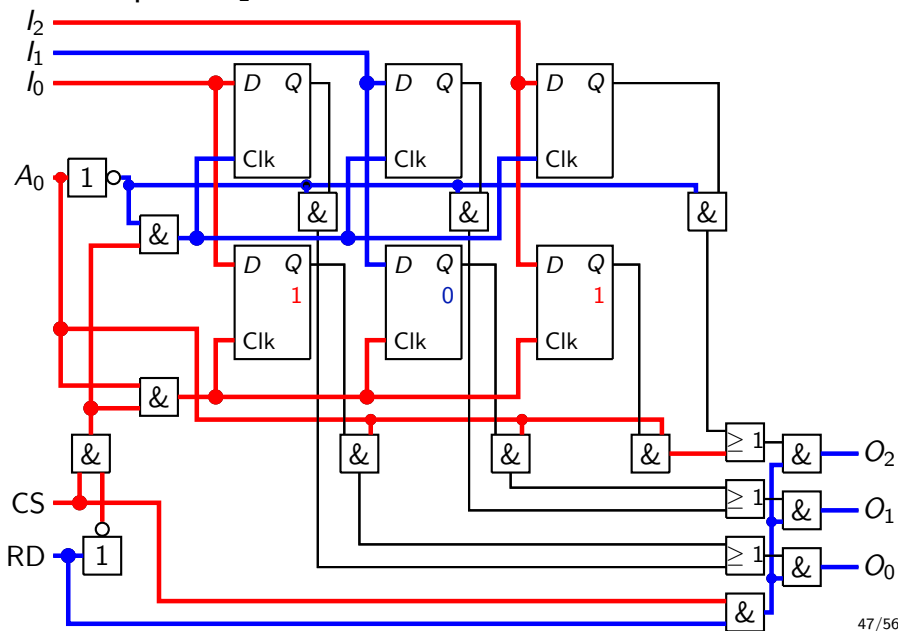 I2
I1
I0
D Q D Q D Q
Clk Clk Clk
A0 1
& & &
&
D Q D Q D Q
1 0 1
Clk Clk Clk
&
& & & & ≥ 1 & O2
CS ≥ 1 & O1
RD 1 ≥ 1 & O0
&
47/56